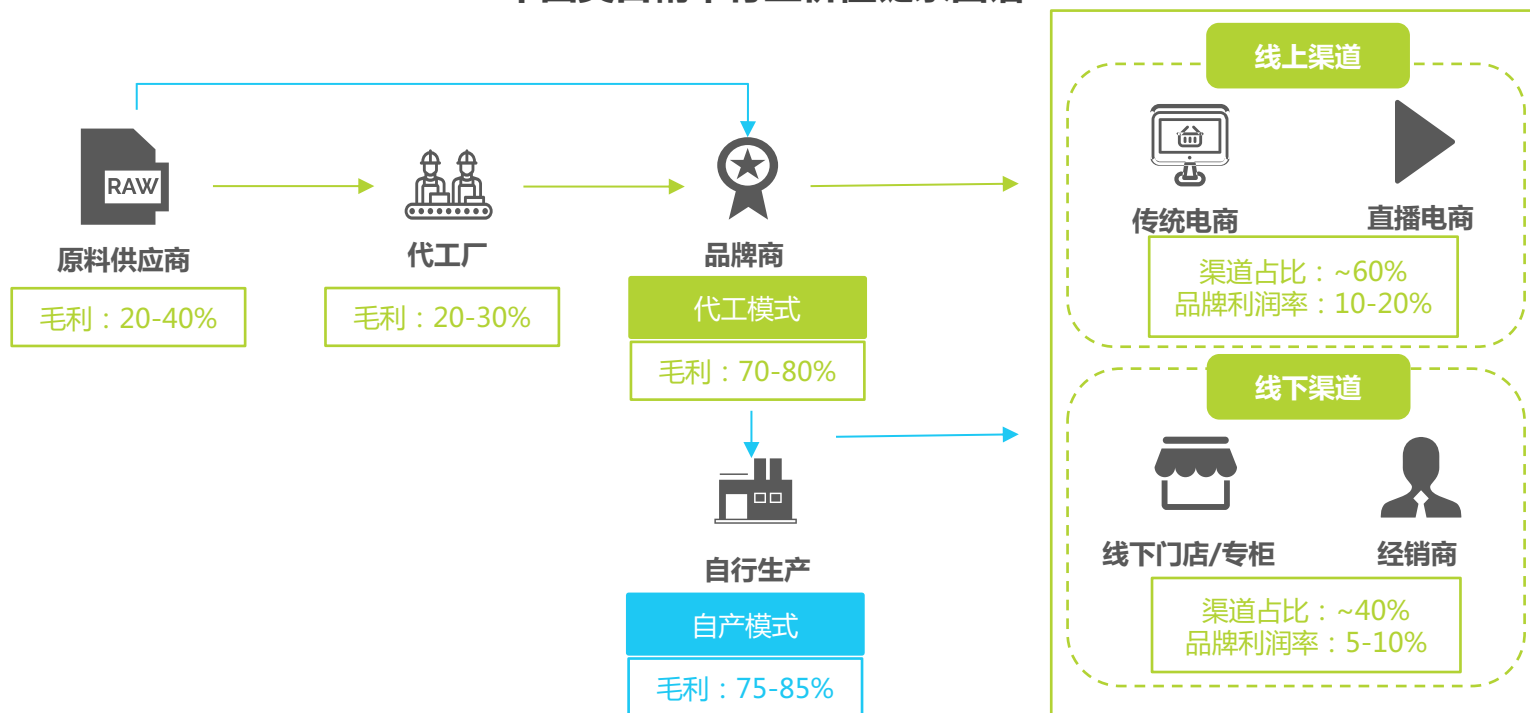 线上渠道
传统电商
直播电商
渠道占比：~60%
品牌利润率：10-20%
RAW
原料供应商
毛利：20-40%
代工厂
毛利：20-30%
品牌商
代工模式
毛利：70-80%
自行生产
自产模式
毛利：75-85%
线下渠道
线下门店/专柜
经销商
渠道占比：~40%
品牌利润率：5-10%